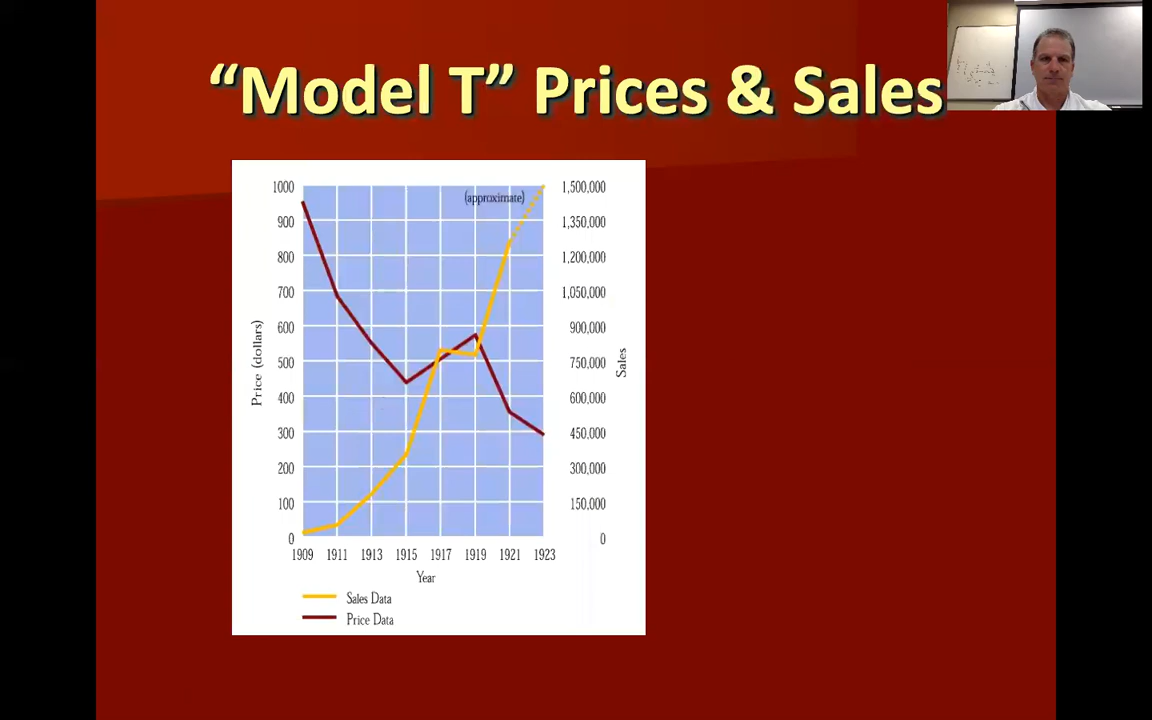 “Model T” Prices & Sales
(approximate)
1000
900
800
700
600
500
400
300
200
100
0
Price (dollars)
1,500,000
1,350,000
1,200,000
1,050,000
900,000
750,000
600,000
450,000
300,000
150,000
0
Sales
1909 1911 1913 1915 1917 1919 1921 1923
Year
Sales Data
Price Data